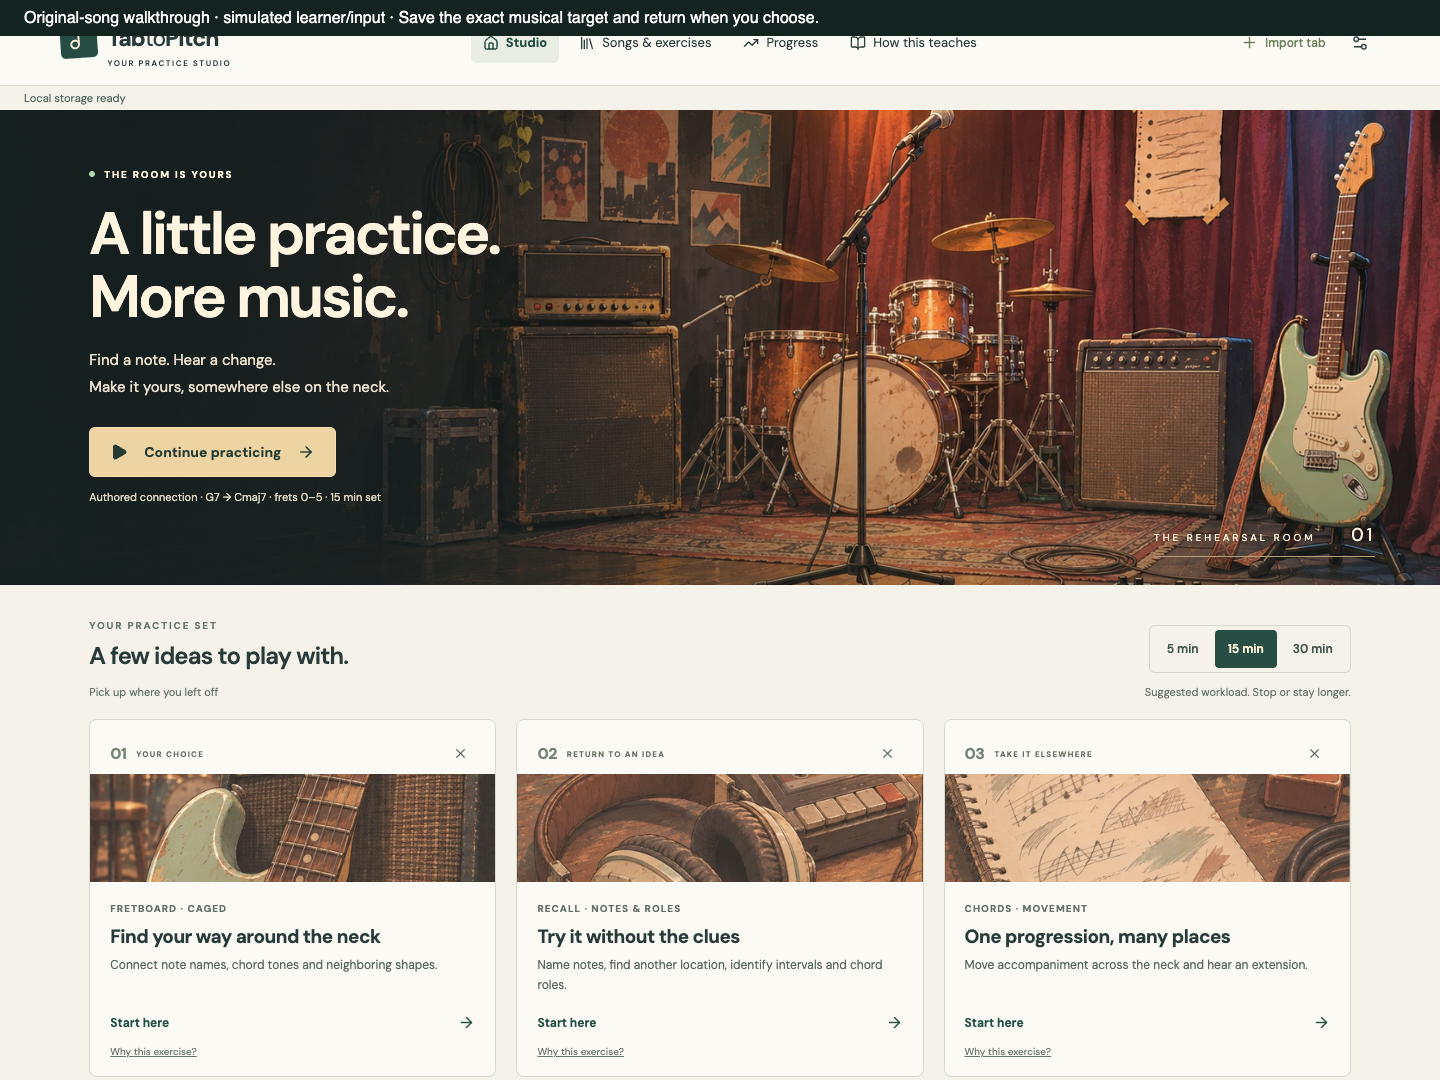 Original-song walkthrough · simulated learner/input · Save the exact musical target and return when you choose.
TabtoPitch
YOUR PRACTICE STUDIO
Studio
Songs & exercises
Progress
How this teaches
Import tab
Local storage ready
THE ROOM IS YOURS
A little practice.
More music.
Find a note. Hear a change.
Make it yours, somewhere else on the neck.
Continue practicing
Authored connection · G7 → Cmaj7 · frets 0–5 · 15 min set
THE REHEARSAL ROOM 01
YOUR PRACTICE SET
A few ideas to play with.
Pick up where you left off
5 min
15 min
30 min
Suggested workload. Stop or stay longer.
01 YOUR CHOICE
FRETBOARD · CAGED
Find your way around the neck
Connect note names, chord tones and neighboring shapes.
Start here
Why this exercise?
02 RETURN TO AN IDEA
RECALL · NOTES & ROLES
Try it without the clues
Name notes, find another location, identify intervals and chord
roles.
Start here
Why this exercise?
03 TAKE IT ELSEWHERE
CHORDS · MOVEMENT
One progression, many places
Move accompaniment across the neck and hear an extension.
Start here
Why this exercise?